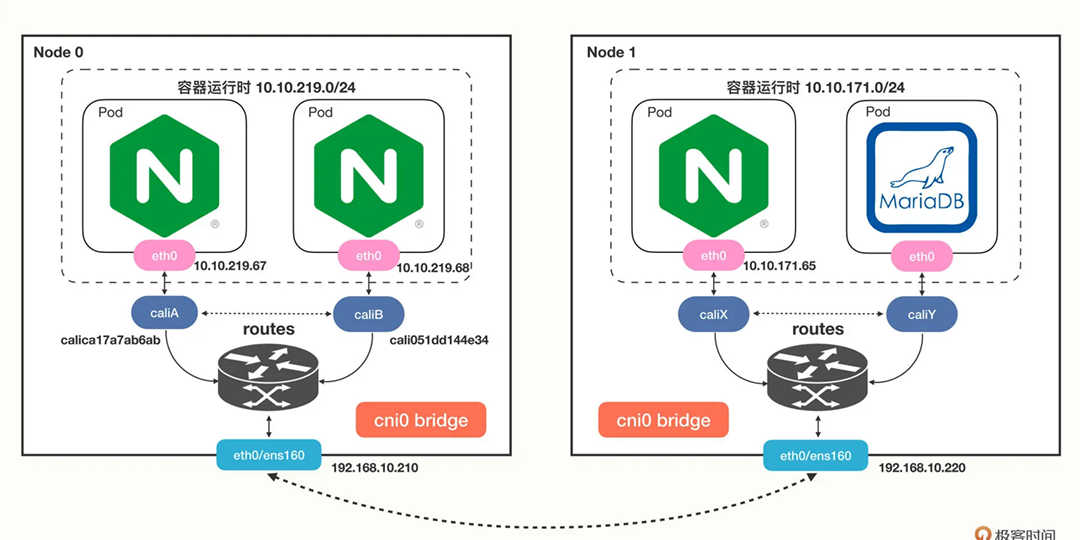 Node 0
容器运行时 10.10.219.0/24
Pod
Pod
N
®
N
®
eth0
10.10.219.67
eth0
10.10.219.68
caliA
caliB
calica17a7ab6ab
routes
cali051dd144e34
cni0 bridge
eth0/ens160
192.168.10.210
Node 1
容器运行时 10.10.171.0/24
Pod
Pod
N
®
MariaDB
eth0
10.10.171.65
eth0
caliX
caliY
routes
cni0 bridge
eth0/ens160
192.168.10.220
极客时间